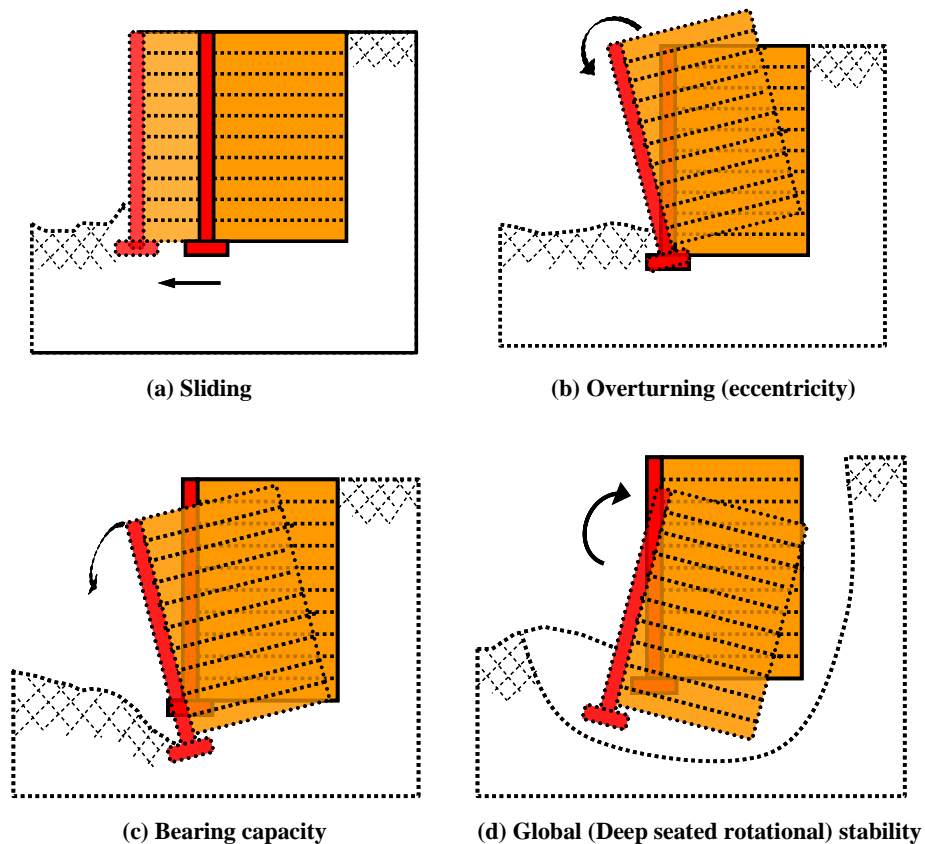 (a) Sliding
(b) Overturning (eccentricity)
(c) Bearing capacity
(d) Global (Deep seated rotational) stability